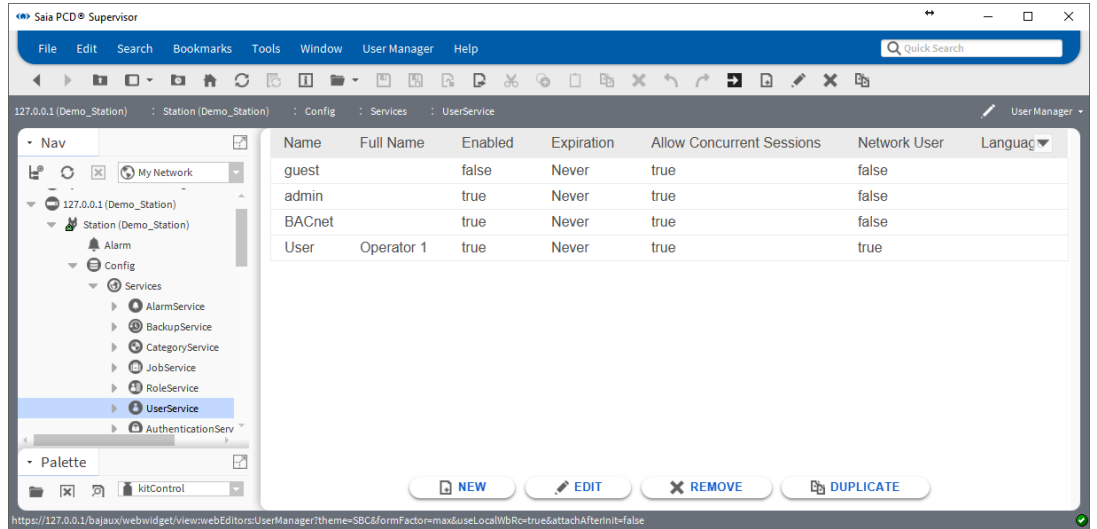 Saia PCD® Supervisor
File Edit Search Bookmarks Tools Window User Manager Help Quick Search
127.0.0.1 (Demo_Station) : Station (Demo_Station) : Config : Services : UserService User Manager
Nav
My Network
127.0.0.1 (Demo_Station)
Station (Demo_Station)
Alarm
Config
Services
AlarmService
BackupService
CategoryService
JobService
RoleService
UserService
AuthenticationServ
Palette
kitControl
Name Full Name Enabled Expiration Allow Concurrent Sessions Network User Languag
guest false Never true false
admin true Never true false
BACnet true Never true false
User Operator 1 true Never true true
NEW EDIT REMOVE DUPLICATE
https://127.0.0.1/bajaux/webwidget/view:webEditors:UserManager?theme=SBC&formFactor=max&useLocalWbRc=true&attachAfterInit=false